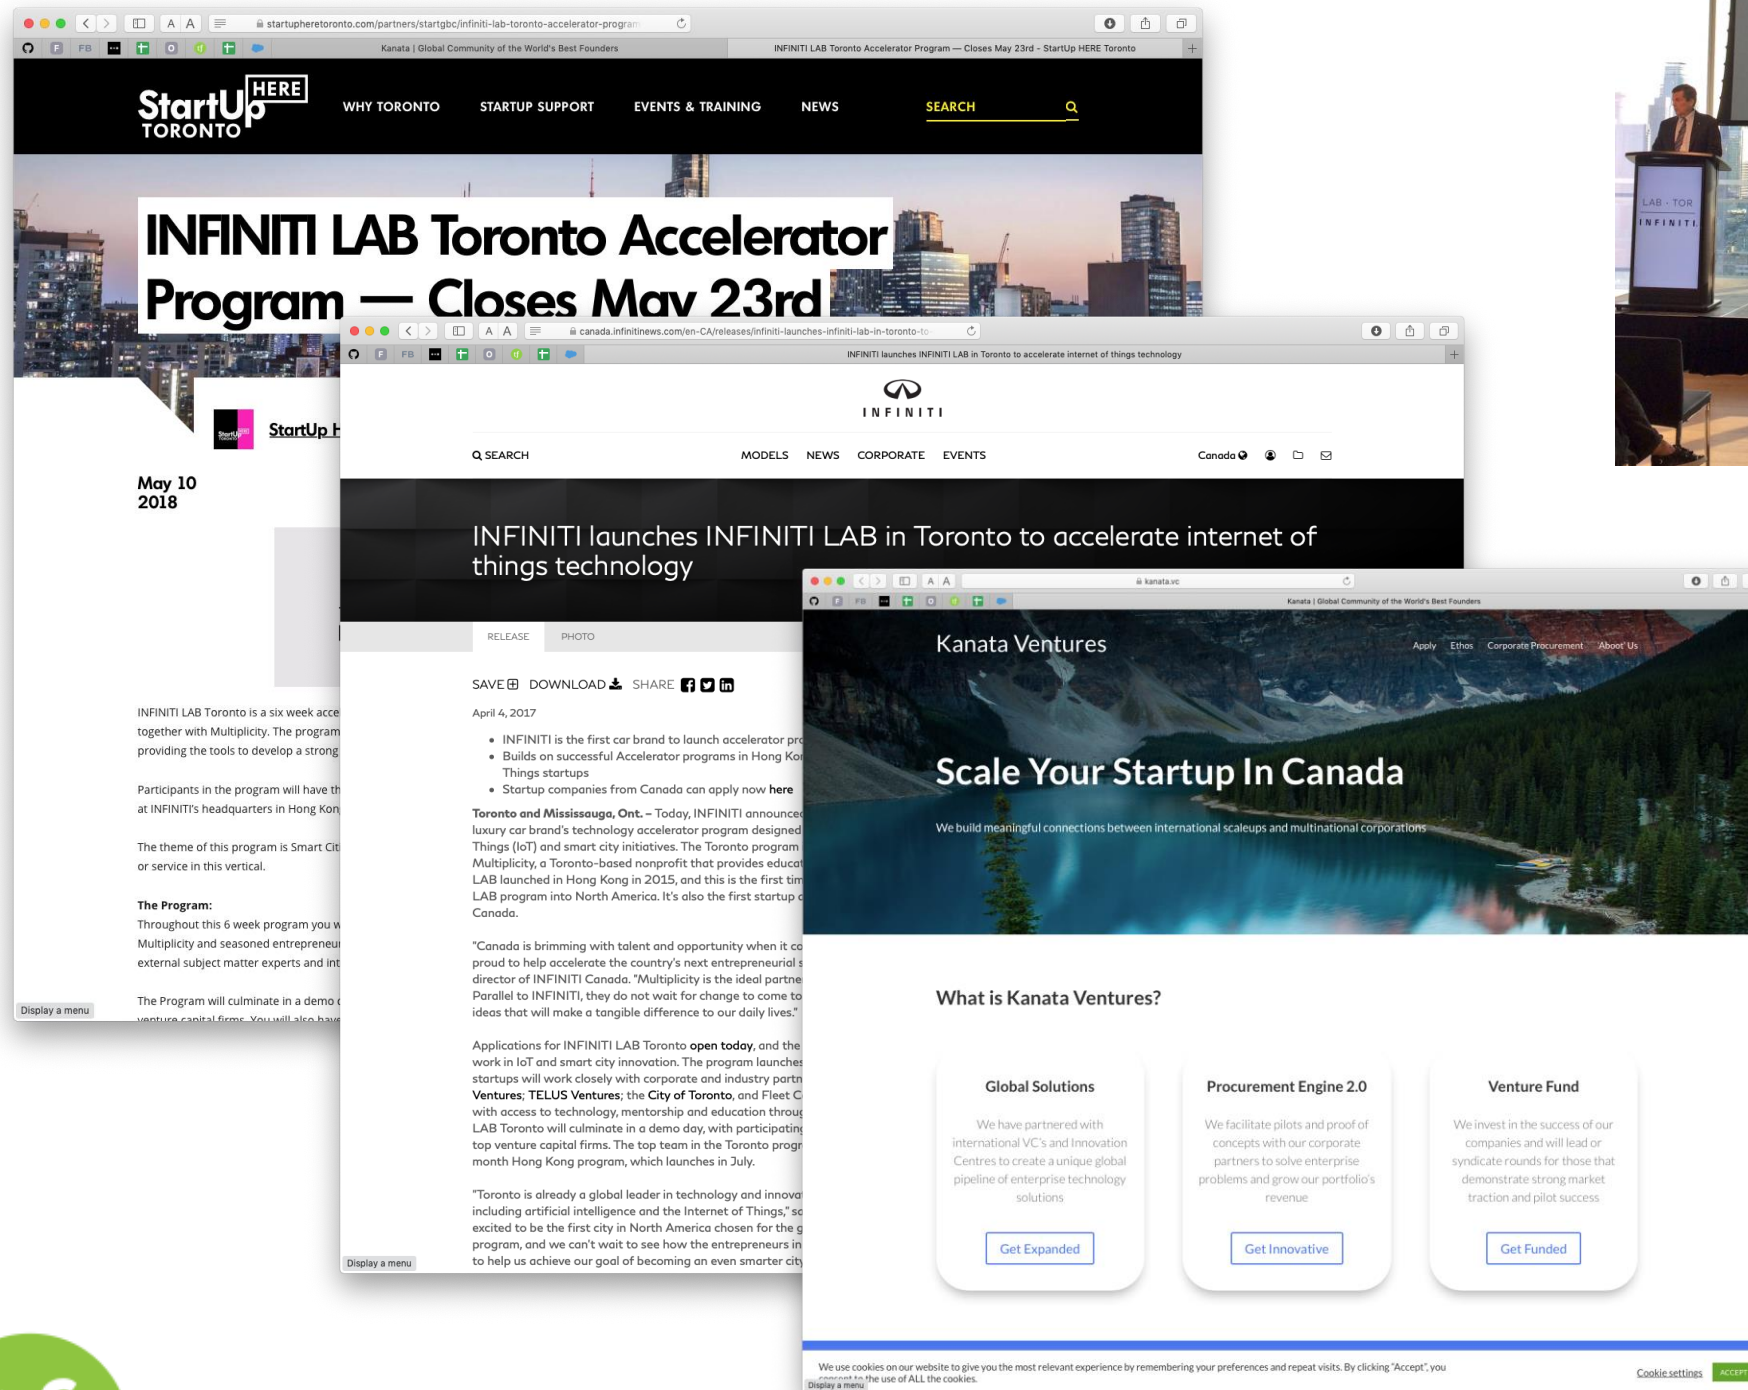 startupheretoronto.com/partners/startgbc/infiniti-lab-toronto-accelerator-program
A A
FB
Kanata | Global Community of the World's Best Founders
INFINITI LAB Toronto Accelerator Program — Closes May 23rd - StartUp HERE Toronto
StartUp HERE
TORONTO
WHY TORONTO
STARTUP SUPPORT
EVENTS & TRAINING
NEWS
SEARCH
INFINITI LAB Toronto Accelerator
Program — Closes May 23rd
StartUp H
May 10
2018
INFINITI LAB Toronto is a six week acce
together with Multiplicity. The program
providing the tools to develop a strong
Participants in the program will have th
at INFINITI's headquarters in Hong Kon
The theme of this program is Smart Cit
or service in this vertical.
The Program:
Throughout this 6 week program you w
Multiplicity and seasoned entrepreneu
external subject matter experts and int
The Program will culminate in a demo
venture capital firms. You will also have
Display a menu
canada.infinitinews.com/en-CA/releases/infiniti-launches-infiniti-lab-in-toronto-to-
A A
FB
INFINITI launches INFINITI LAB in Toronto to accelerate internet of things technology
INFINITI
SEARCH
MODELS NEWS CORPORATE EVENTS
Canada
INFINITI launches INFINITI LAB in Toronto to accelerate internet of
things technology
RELEASE
PHOTO
SAVE DOWNLOAD SHARE
April 4, 2017
• INFINITI is the first car brand to launch accelerator pro
• Builds on successful Accelerator programs in Hong Kon
Things startups
• Startup companies from Canada can apply now here
Toronto and Mississauga, Ont. – Today, INFINITI announced
luxury car brand's technology accelerator program designed
Things (IoT) and smart city initiatives. The Toronto program
Multiplicity, a Toronto-based nonprofit that provides educat
LAB launched in Hong Kong in 2015, and this is the first tim
LAB program into North America. It's also the first startup
Canada.
"Canada is brimming with talent and opportunity when it co
proud to help accelerate the country's next entrepreneurial s
director of INFINITI Canada. "Multiplicity is the ideal partne
Parallel to INFINITI, they do not wait for change to come to
ideas that will make a tangible difference to our daily lives."
Applications for INFINITI LAB Toronto open today, and the
work in IoT and smart city innovation. The program launches
startups will work closely with corporate and industry partn
Ventures; TELUS Ventures; the City of Toronto, and Fleet C
with access to technology, mentorship and education throug
LAB Toronto will culminate in a demo day, with participating
top venture capital firms. The top team in the Toronto progr
month Hong Kong program, which launches in July.
"Toronto is already a global leader in technology and innova
including artificial intelligence and the Internet of Things," sa
excited to be the first city in North America chosen for the g
program, and we can't wait to see how the entrepreneurs in
to help us achieve our goal of becoming an even smarter city
Display a menu
kanata.vc
A A
FB
Kanata | Global Community of the World's Best Founders
Kanata Ventures
Apply Ethos Corporate Procurement 'Aboot' Us
Scale Your Startup In Canada
We build meaningful connections between international scaleups and multinational corporations
What is Kanata Ventures?
Global Solutions
We have partnered with
international VC's and Innovation
Centres to create a unique global
pipeline of enterprise technology
solutions
Get Expanded
Procurement Engine 2.0
We facilitate pilots and proof of
concepts with our corporate
partners to solve enterprise
problems and grow our portfolio's
revenue
Get Innovative
Venture Fund
We invest in the success of our
companies and will lead or
syndicate rounds for those that
demonstrate strong market
traction and pilot success
Get Funded
We use cookies on our website to give you the most relevant experience by remembering your preferences and repeat visits. By clicking "Accept", you
consent to the use of ALL the cookies.
Cookie settings
ACCEPT
Display a menu
LAB - TOR
INFINITI